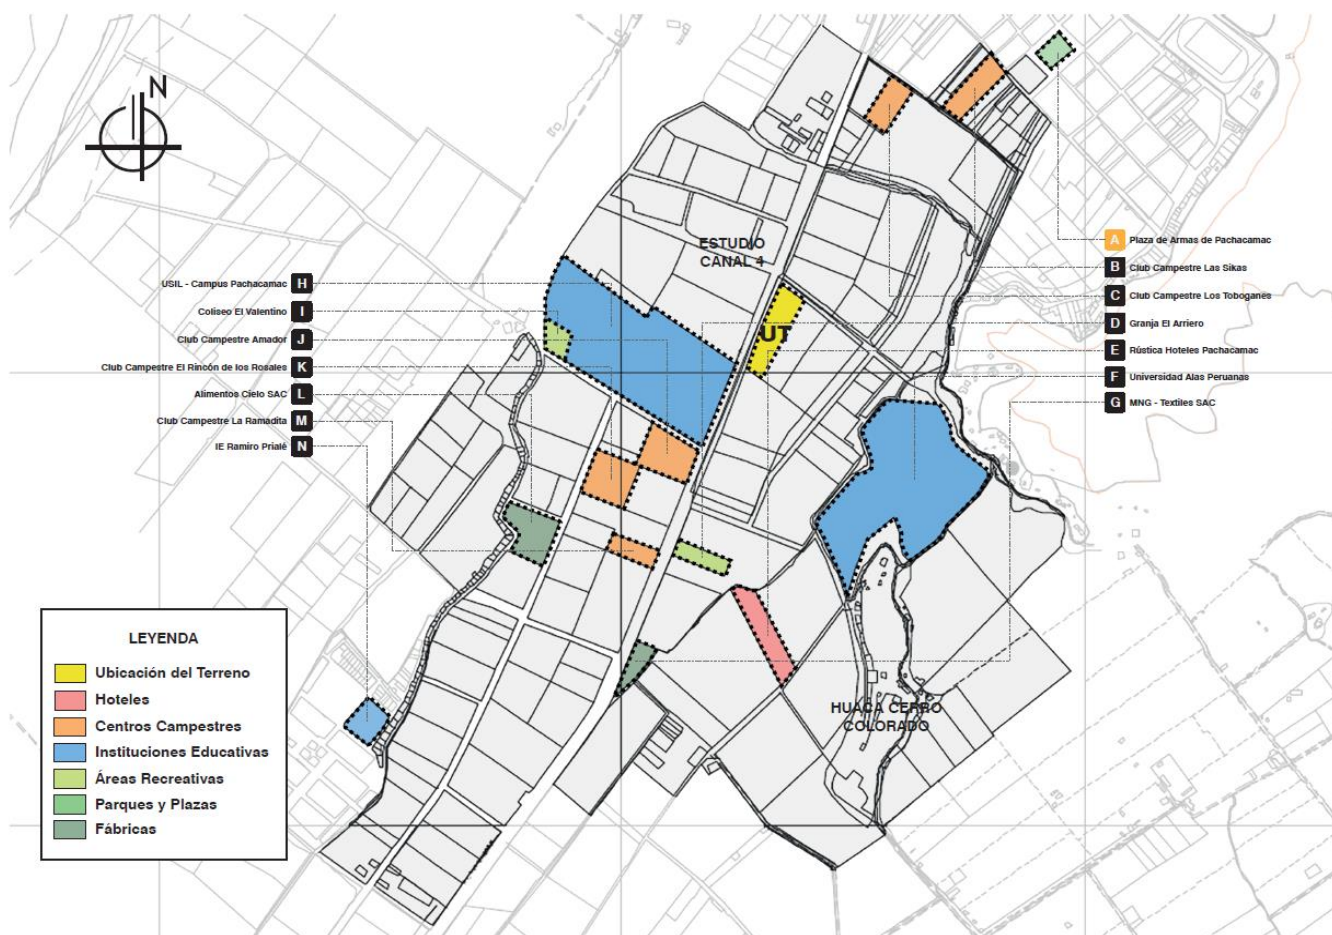 N
ESTUDIO
CANAL 4
UT
HUACA CERRO
COLORADO
USIL - Campus Pachacamac H
Coliseo El Valentino I
Club Campestre Amador J
Club Campestre El Rincón de los Rosales K
Alimentos Cielo SAC L
Club Campestre La Ramadita M
IE Ramiro Prialé N
A Plaza de Armas de Pachacamac
B Club Campestre Las Sikas
C Club Campestre Los Toboganes
D Granja El Arriero
E Rústica Hoteles Pachacamac
F Universidad Alas Peruanas
G MNG - Textiles SAC
LEYENDA
Ubicación del Terreno
Hoteles
Centros Campestres
Instituciones Educativas
Áreas Recreativas
Parques y Plazas
Fábricas